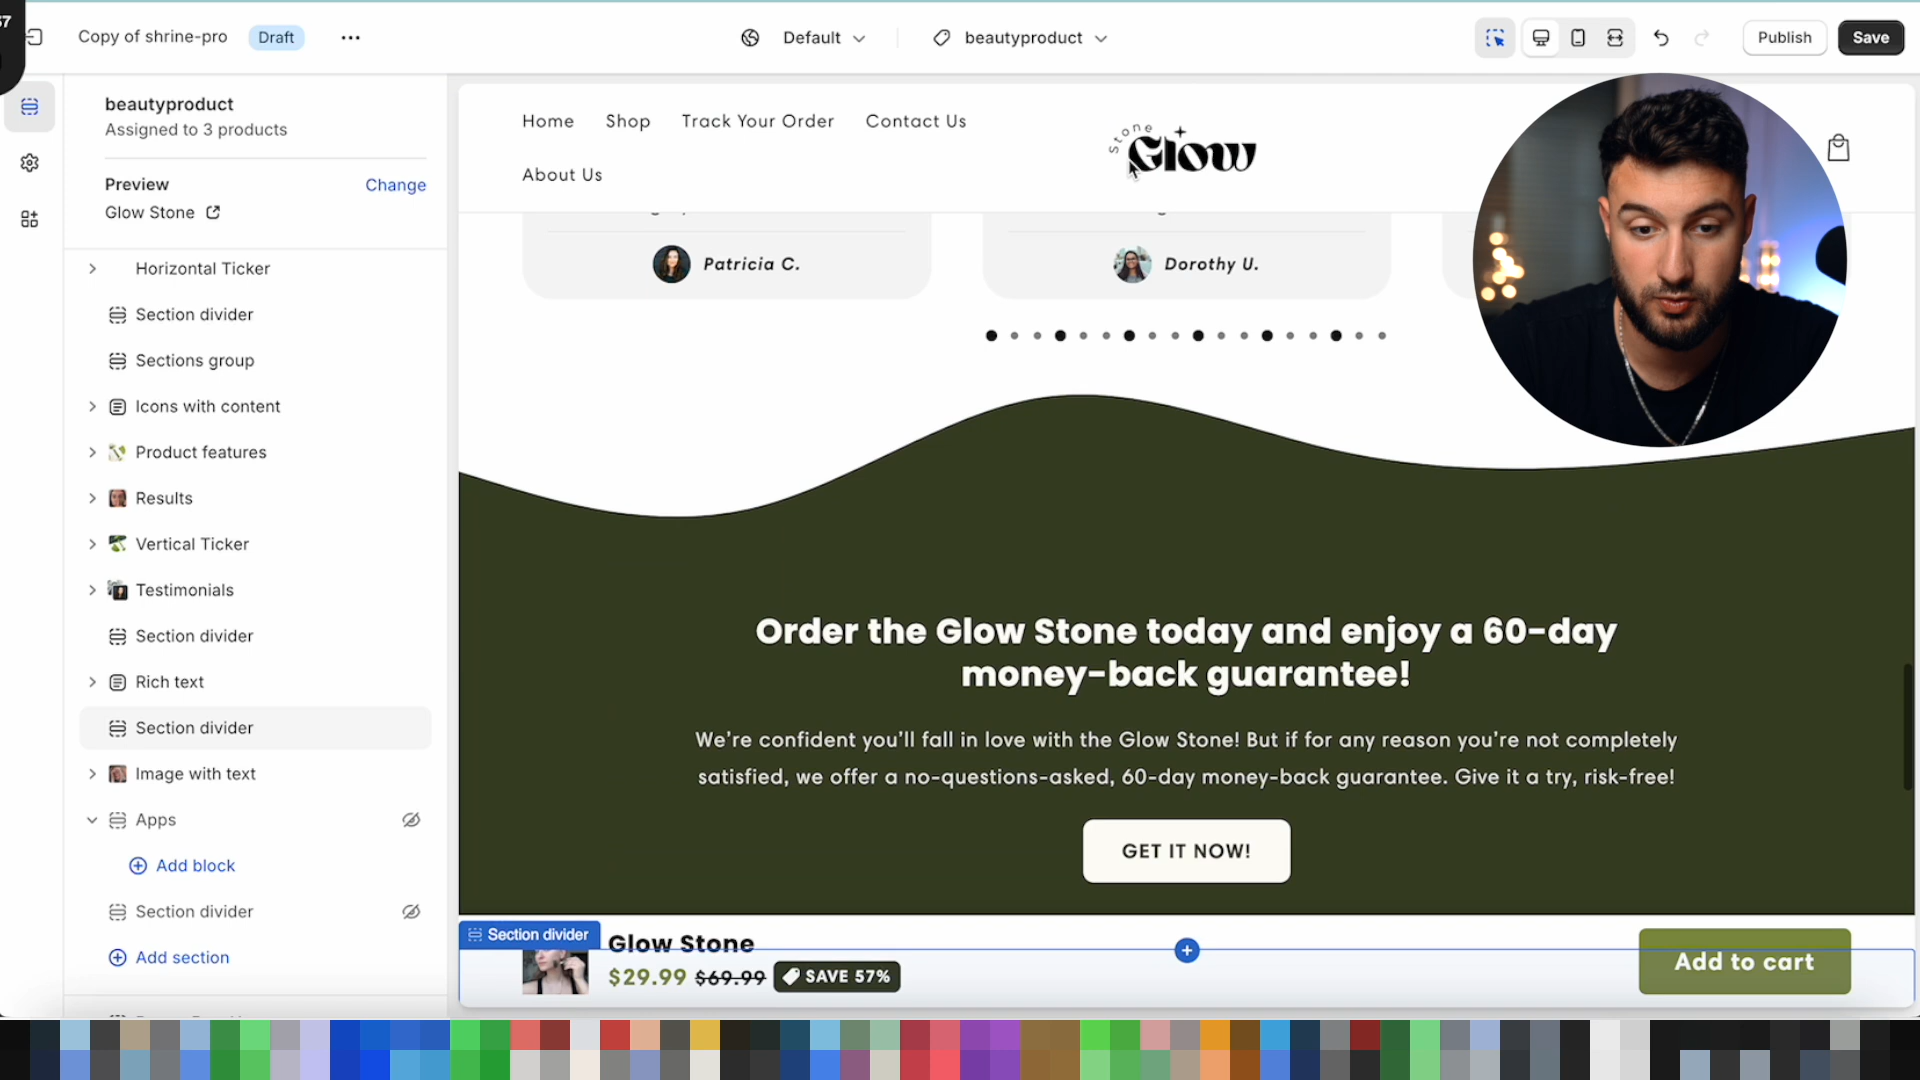 57
Copy of shrine-pro
Draft
Default
beautyproduct
Publish
Save
beautyproduct
Assigned to 3 products
Preview
Change
Glow Stone
Horizontal Ticker
Section divider
Sections group
Icons with content
Product features
Results
Vertical Ticker
Testimonials
Section divider
Rich text
Section divider
Image with text
Apps
Add block
Section divider
Add section
Home
Shop
Track Your Order
Contact Us
About Us
Stone
Glow
Patricia C.
Dorothy U.
Order the Glow Stone today and enjoy a 60-day
money-back guarantee!
We're confident you'll fall in love with the Glow Stone! But if for any reason you're not completely
satisfied, we offer a no-questions-asked, 60-day money-back guarantee. Give it a try, risk-free!
GET IT NOW!
Section divider
Glow Stone
$29.99 $69.99 SAVE 57%
Add to cart